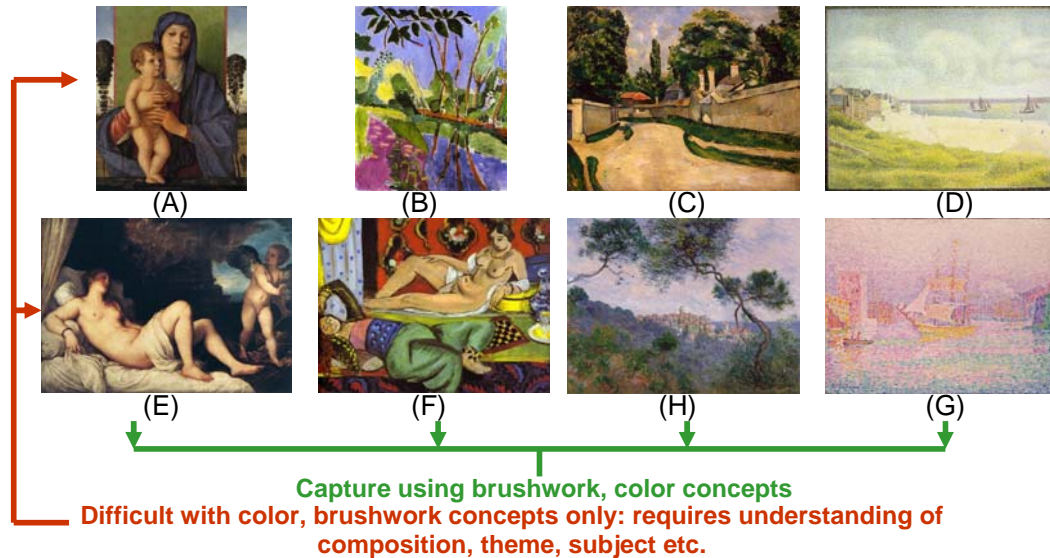 (A) (B) (C) (D)
(E) (F) (H) (G)
Capture using brushwork, color concepts
Difficult with color, brushwork concepts only: requires understanding of
composition, theme, subject etc.